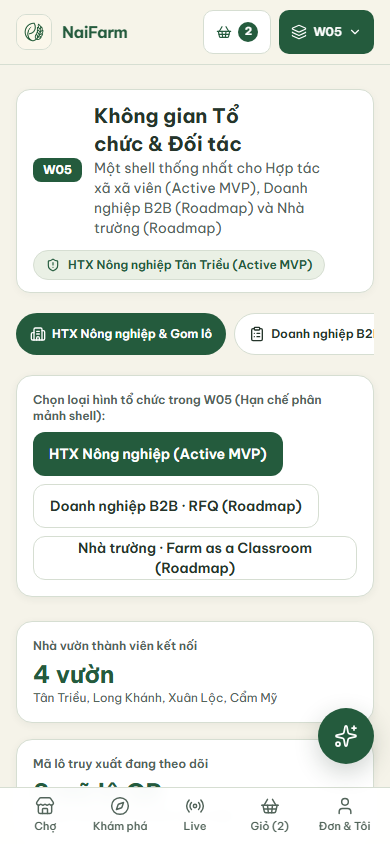 NaiFarm
2
W05
W05
Không gian Tổ
chức & Đối tác
Một shell thống nhất cho Hợp tác
xã xã viên (Active MVP), Doanh
nghiệp B2B (Roadmap) và Nhà
trường (Roadmap)
HTX Nông nghiệp Tân Triều (Active MVP)
HTX Nông nghiệp & Gom lô
Doanh nghiệp B2
Chọn loại hình tổ chức trong W05 (Hạn chế phân
mảnh shell):
HTX Nông nghiệp (Active MVP)
Doanh nghiệp B2B · RFQ (Roadmap)
Nhà trường · Farm as a Classroom
(Roadmap)
Nhà vườn thành viên kết nối
4 vườn
Tân Triều, Long Khánh, Xuân Lộc, Cẩm Mỹ
Mã lô truy xuất đang theo dõi
Chợ
Khám phá
Live
Giỏ (2)
Đơn & Tôi